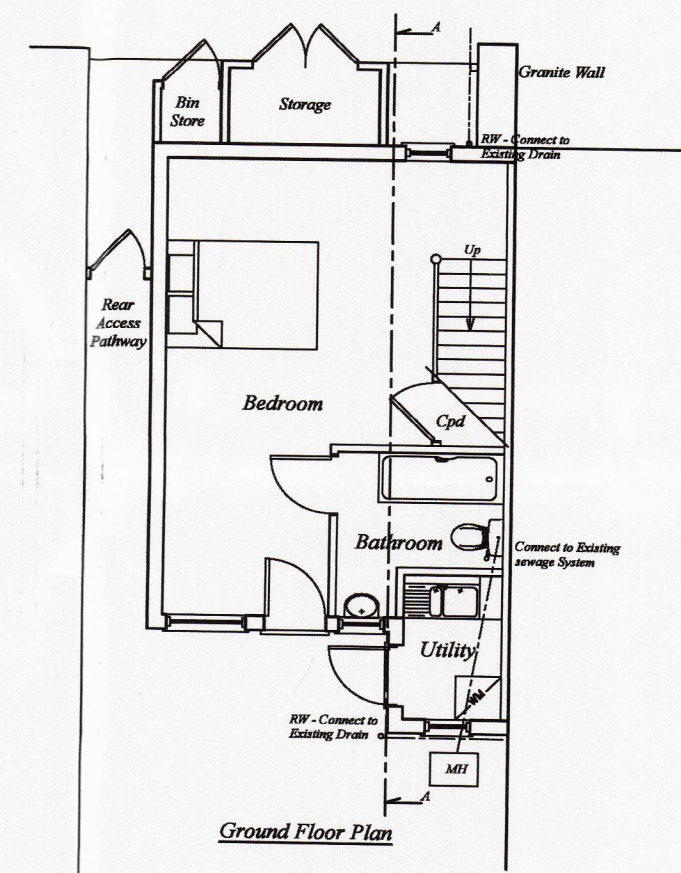 A
Granite Wall
Bin
Store
Storage
RW - Connect to
Existing Drain
Up
Rear
Access
Pathway
Bedroom
Cpd
Bathroom
Connect to Existing
sewage System
Utility
WM
RW - Connect to
Existing Drain
MH
A
Ground Floor Plan